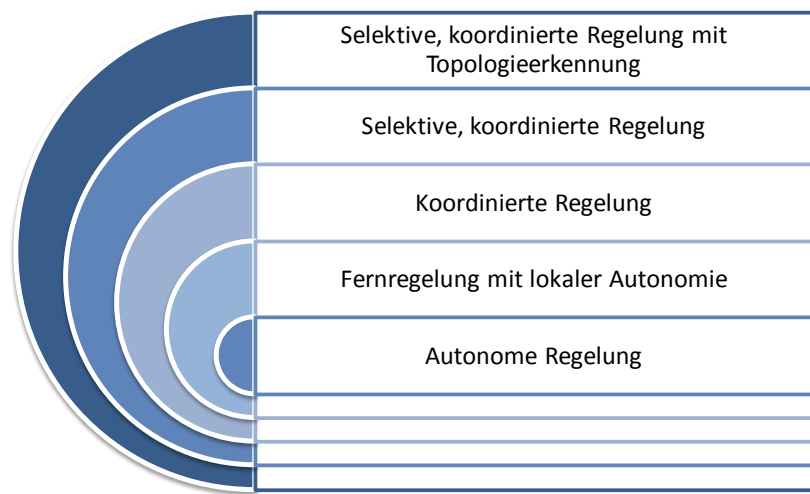 Selektive, koordinierte Regelung mit
Topologieerkennung
Selektive, koordinierte Regelung
Koordinierte Regelung
Fernregelung mit lokaler Autonomie
Autonome Regelung